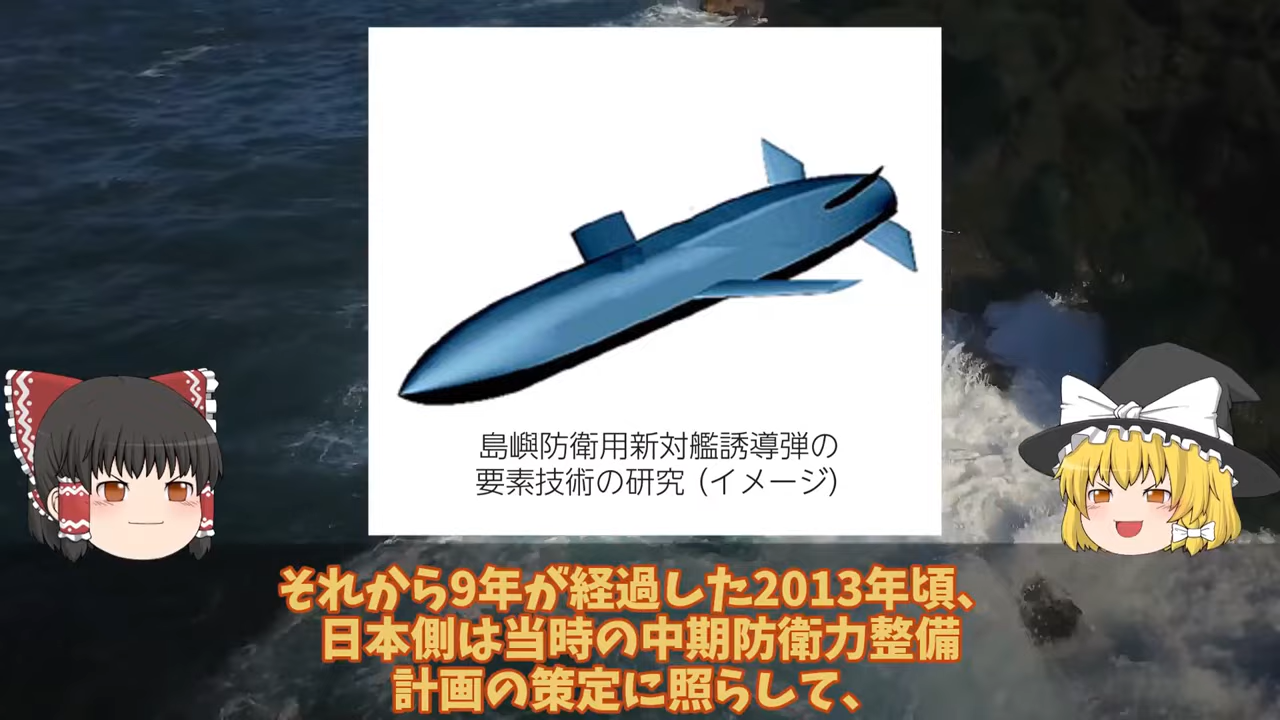 島嶼防衛用新対艦誘導弾の
要素技術の研究 (イメージ)
それから9年が経過した2013年頃、
日本側は当時の中期防衛力整備
計画の策定に照らして、